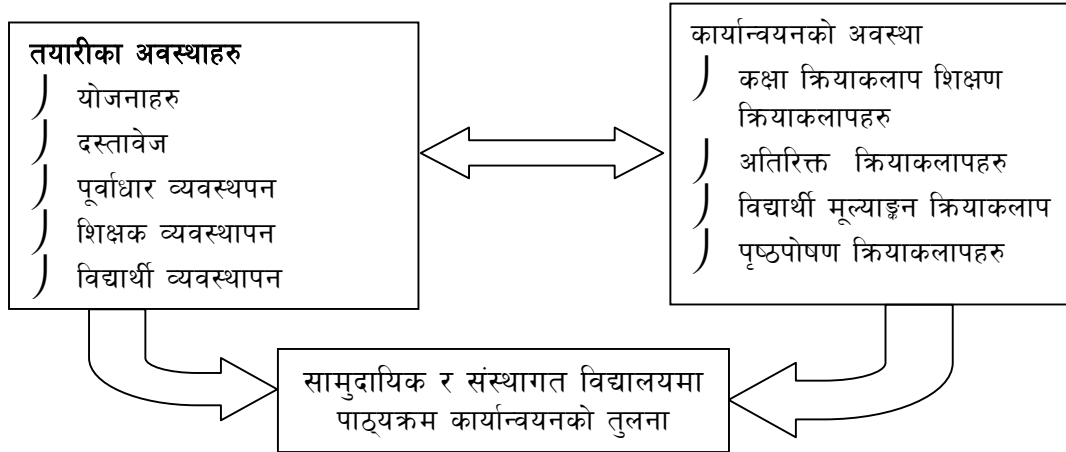 तयारीका अवस्थाहरु
योजनाहरु
दस्तावेज
पूर्वाधार व्यवस्थपन
शिक्षक व्यवस्थापन
विद्यार्थी व्यवस्थापन
कार्यान्वयनको अवस्था
कक्षा क्रियाकलाप शिक्षण
क्रियाकलापहरु
अतिरिक्त क्रियाकलापहरु
विद्यार्थी मूल्याङ्कन क्रियाकलाप
पृष्ठपोषण क्रियाकलापहरु
सामुदायिक र संस्थागत विद्यालयमा
पाठ्यक्रम कार्यान्वयनको तुलना